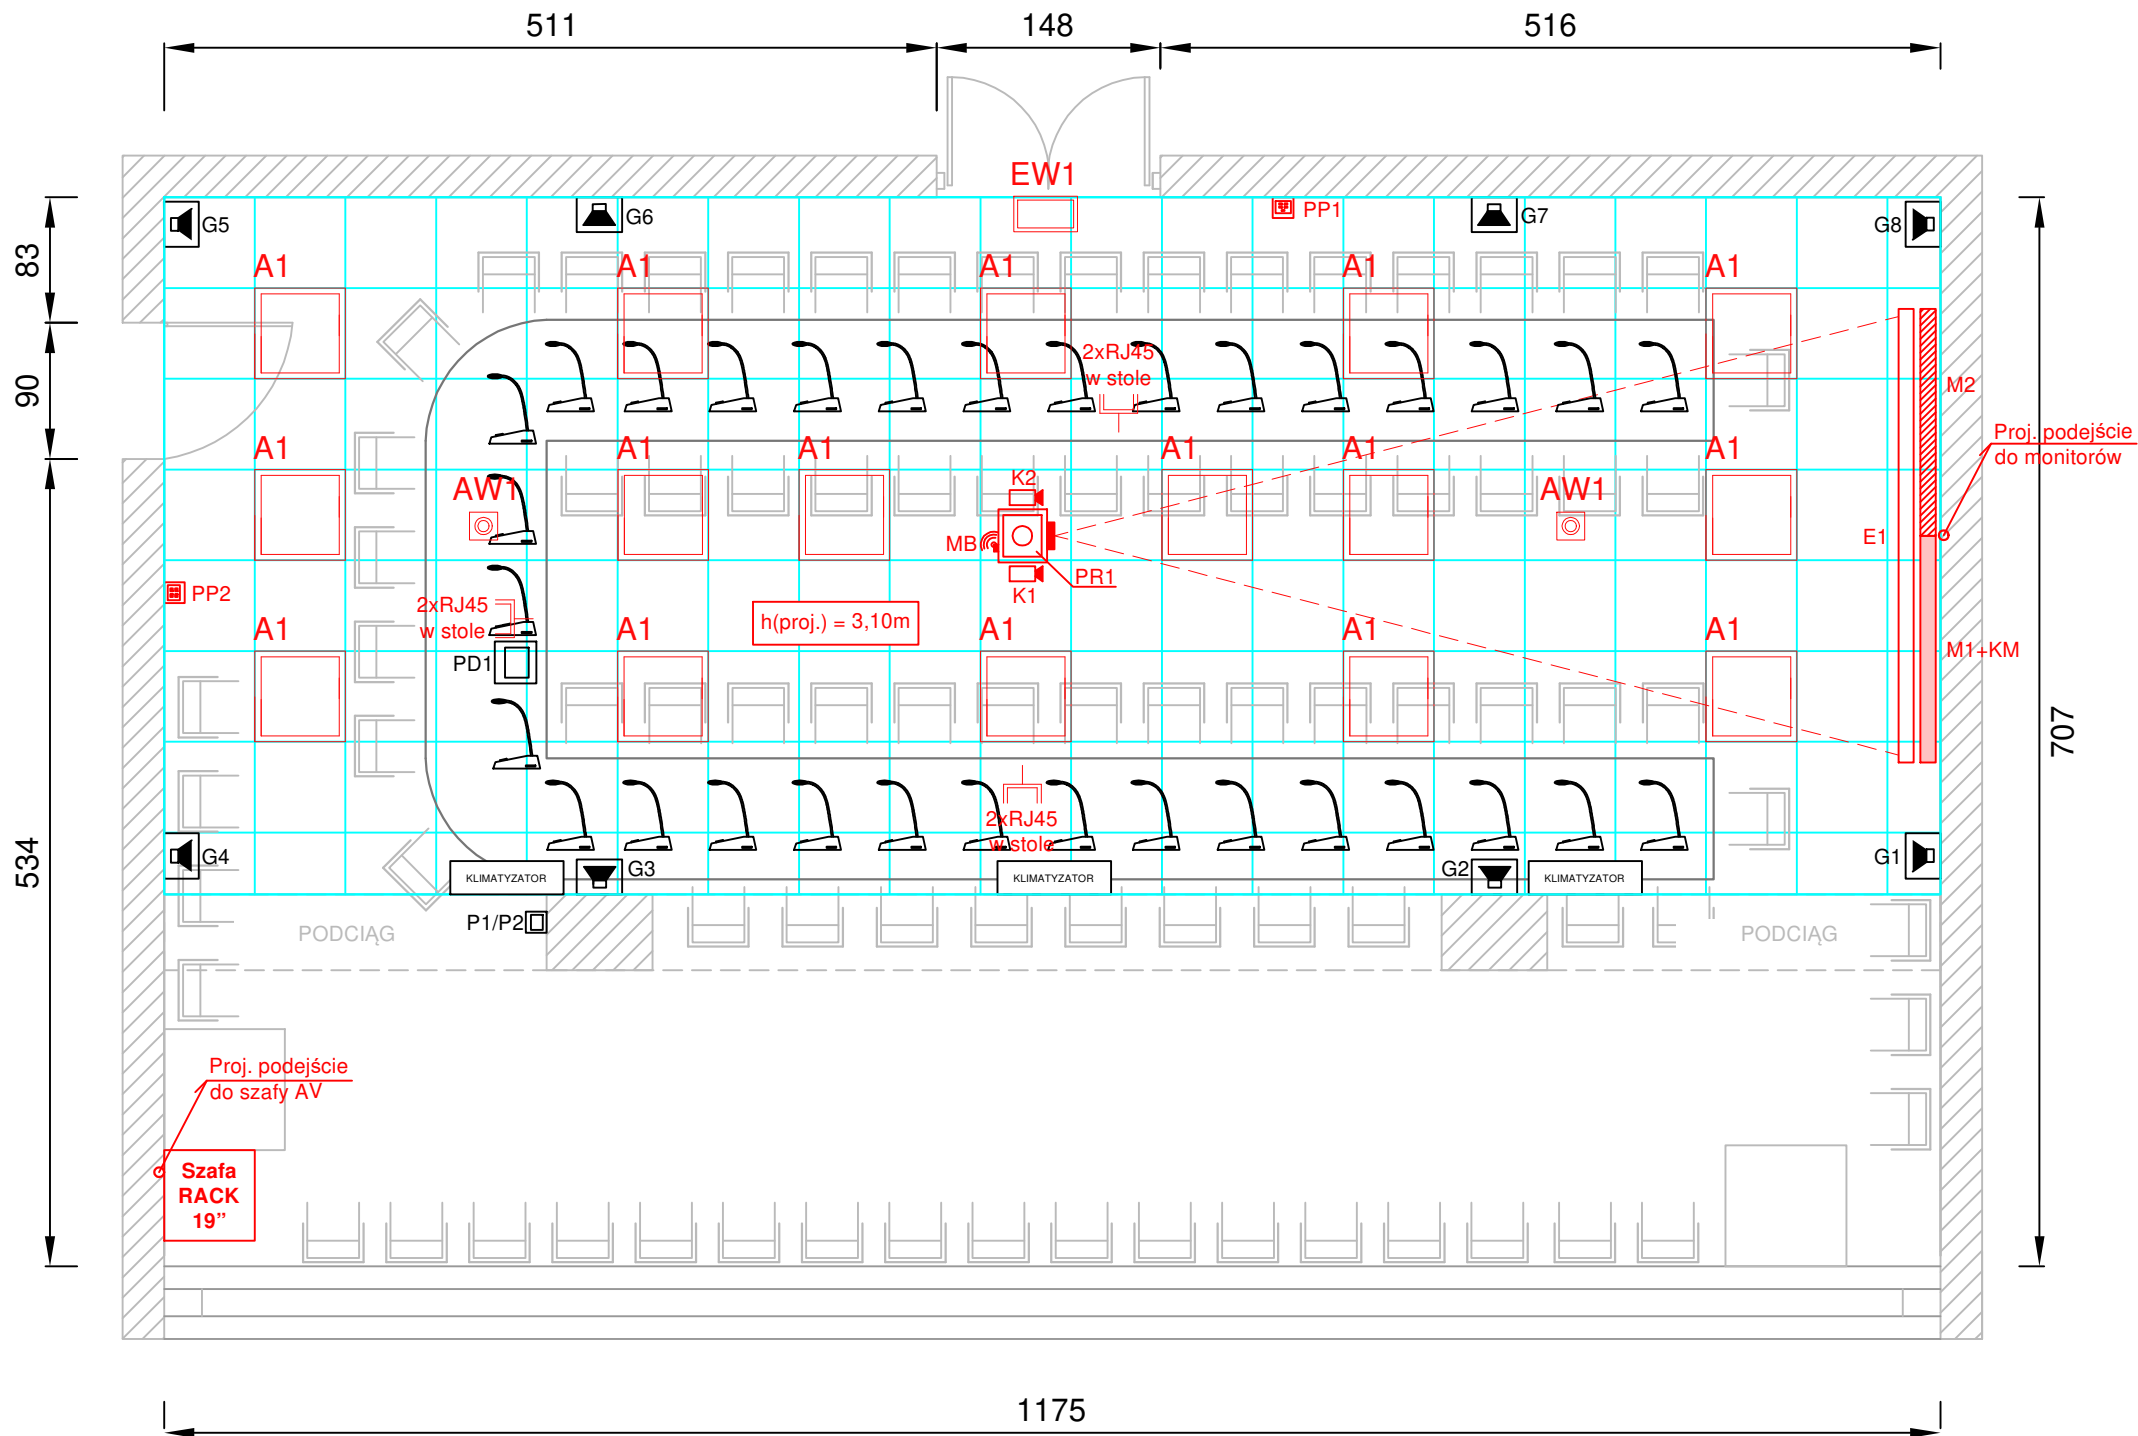 511
148
516
EW1
G5
G6
PP1
G7
G8
83
A1
A1
A1
A1
A1
2xRJ45
w stole
90
M2
Proj. podejście
do monitorów
A1
A1
A1
A1
A1
A1
K2
AW1
AW1
MB
E1
PR1
K1
PP2
2xRJ45
w stole
h(proj.) = 3,10m
A1
A1
A1
A1
A1
PD1
M1+KM
707
2xRJ45
w stole
534
G4
G3
G2
G1
KLIMATYZATOR
KLIMATYZATOR
KLIMATYZATOR
P1/P2
PODCIĄG
PODCIĄG
Proj. podejście
do szafy AV
Szafa
RACK
19”
1175